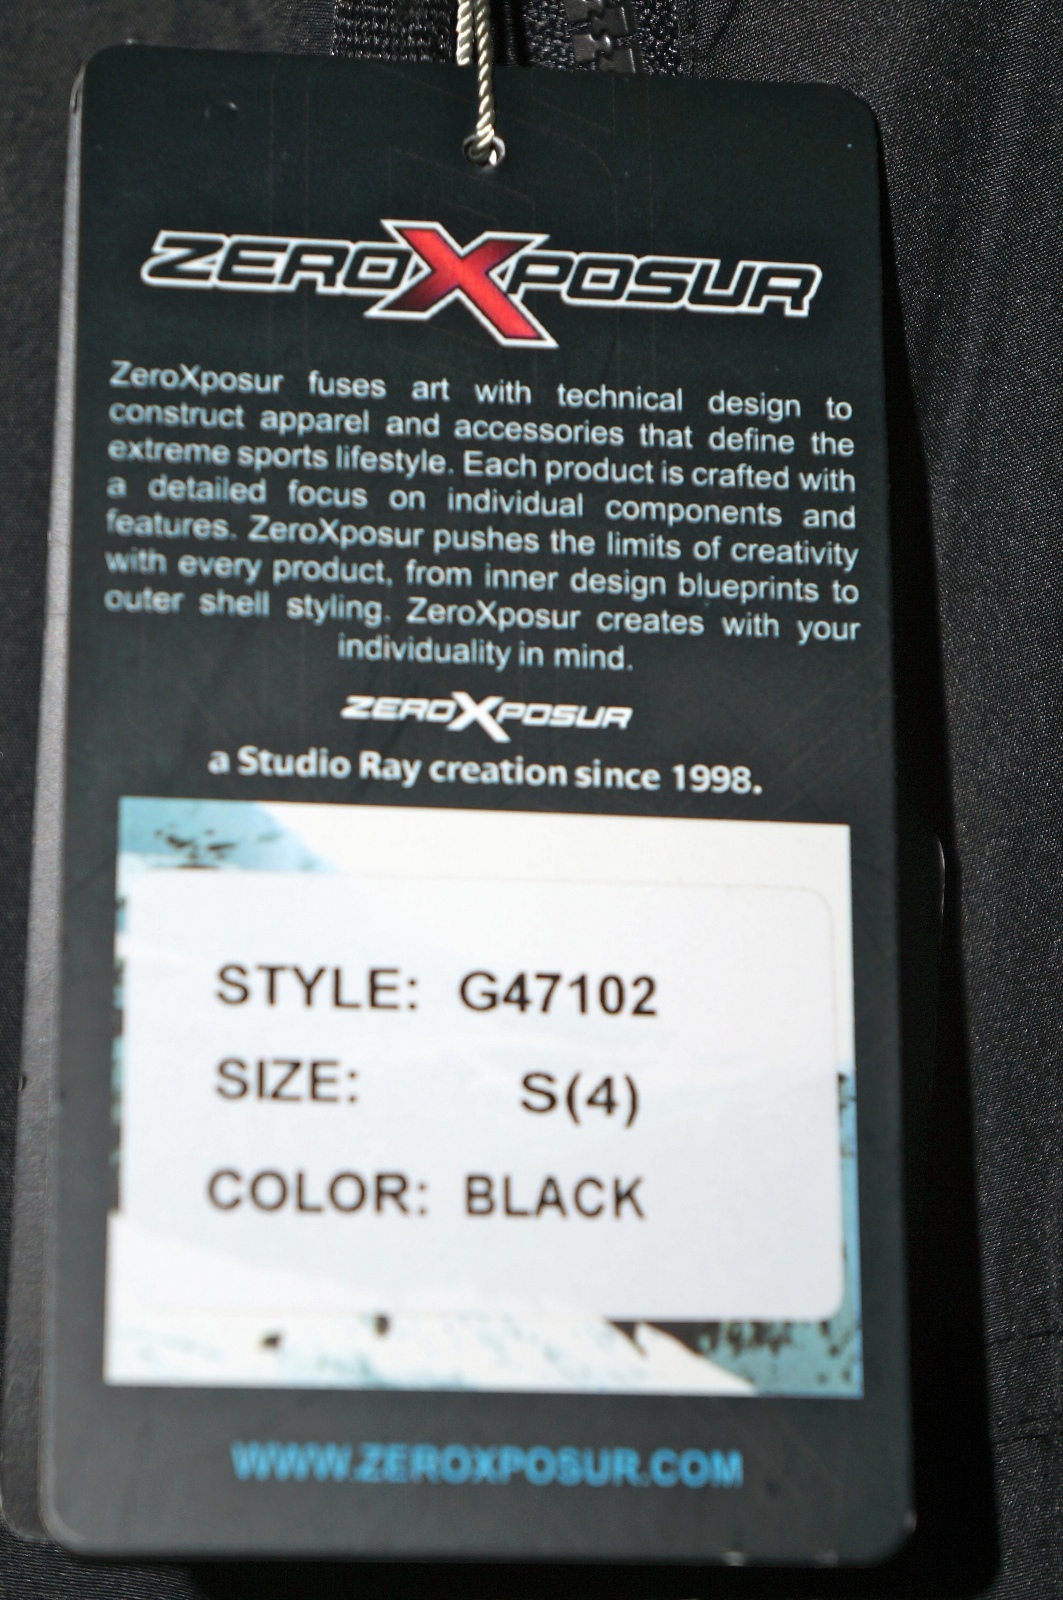 ZEROXPOSUR
ZeroXposur fuses art with technical design to
construct apparel and accessories that define the
extreme sports lifestyle. Each product is crafted with
a detailed focus on individual components and
features. ZeroXposur pushes the limits of creativity
with every product, from inner design blueprints to
outer shell styling. ZeroXposur creates with your
individuality in mind.
ZEROXPOSUR
a Studio Ray creation since 1998.
STYLE: G47102
SIZE: S(4)
COLOR: BLACK
WWW.ZEROXPOSUR.COM